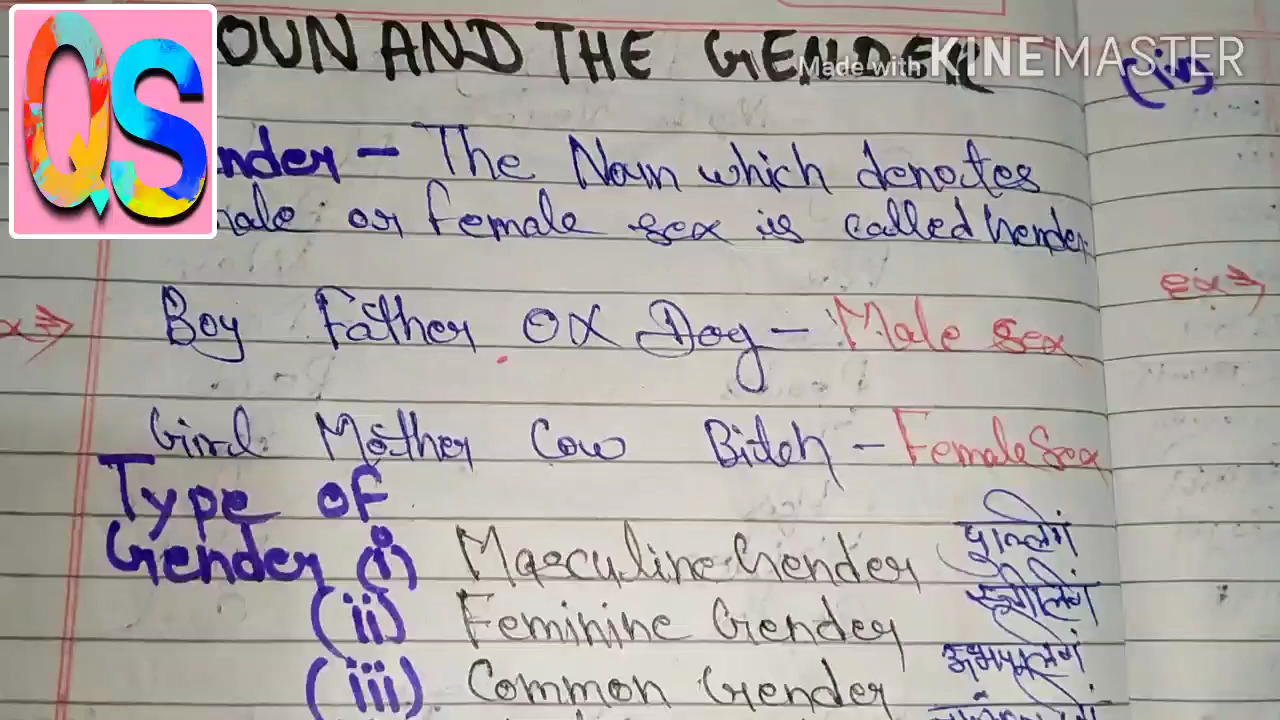 QS
OUN AND THE GENDER
Made with KINEMASTER
(iv)
nder - The Noun which denotes
male or female sex is called Gender.
ex⇒
x⇒ Boy Father OX Dog - Male sex
Girl. Mother Cow Bitch - Female Sex
Type of
Gender (i) Masculine Gender पुल्लिगं
(ii) Feminine Gender स्त्रीलिगं
(iii) Common Gender